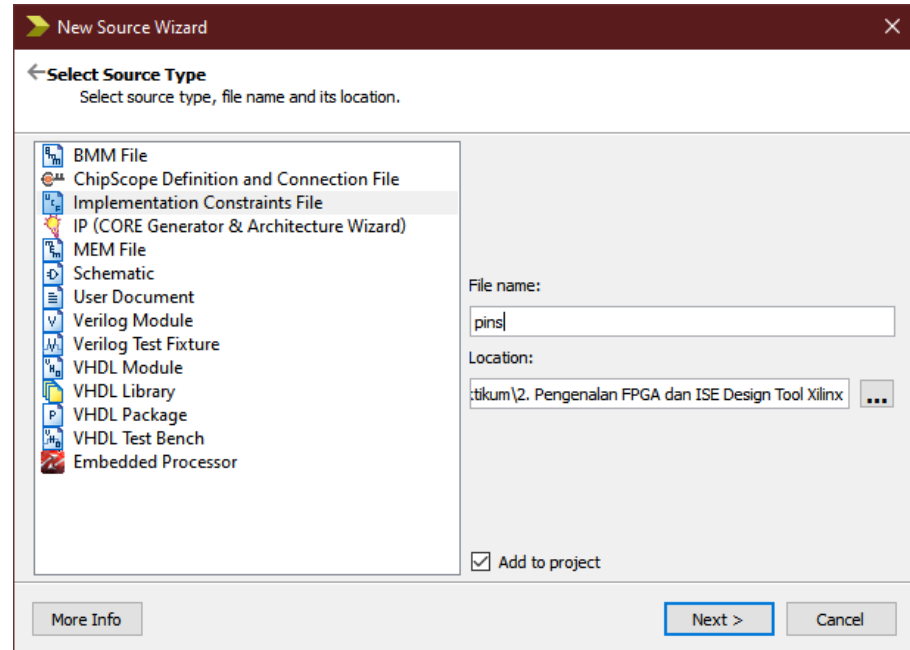 New Source Wizard
Select Source Type
Select source type, file name and its location.
BMM File
ChipScope Definition and Connection File
Implementation Constraints File
IP (CORE Generator & Architecture Wizard)
MEM File
Schematic
User Document
Verilog Module
Verilog Test Fixture
VHDL Module
VHDL Library
VHDL Package
VHDL Test Bench
Embedded Processor
File name:
pins
Location:
:tikum\2. Pengenalan FPGA dan ISE Design Tool Xilinx
...
Add to project
More Info
Next >
Cancel